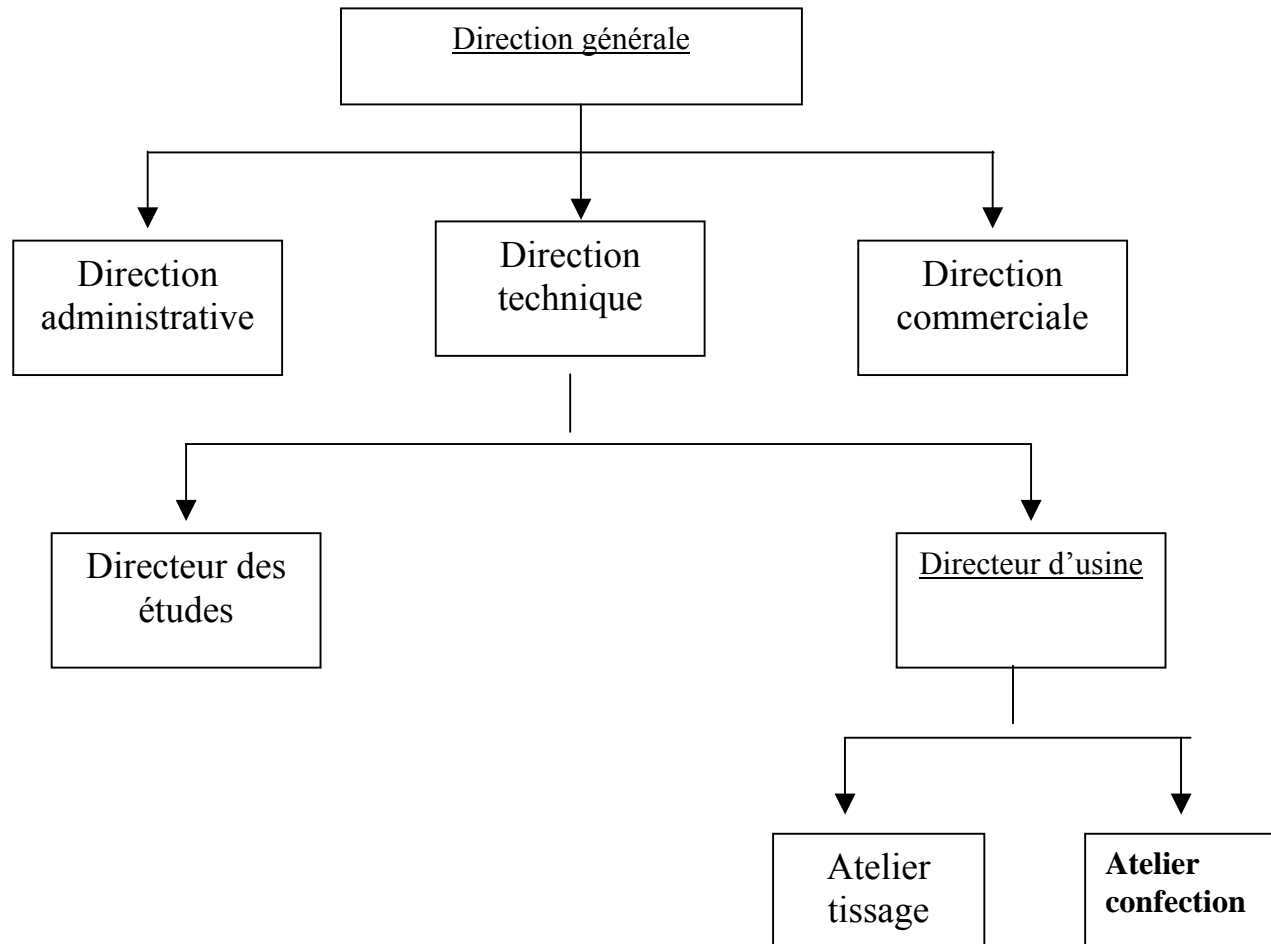 Direction générale
Direction
administrative
Direction
technique
Direction
commerciale
Directeur des
études
Directeur d’usine
Atelier
tissage
Atelier
confection